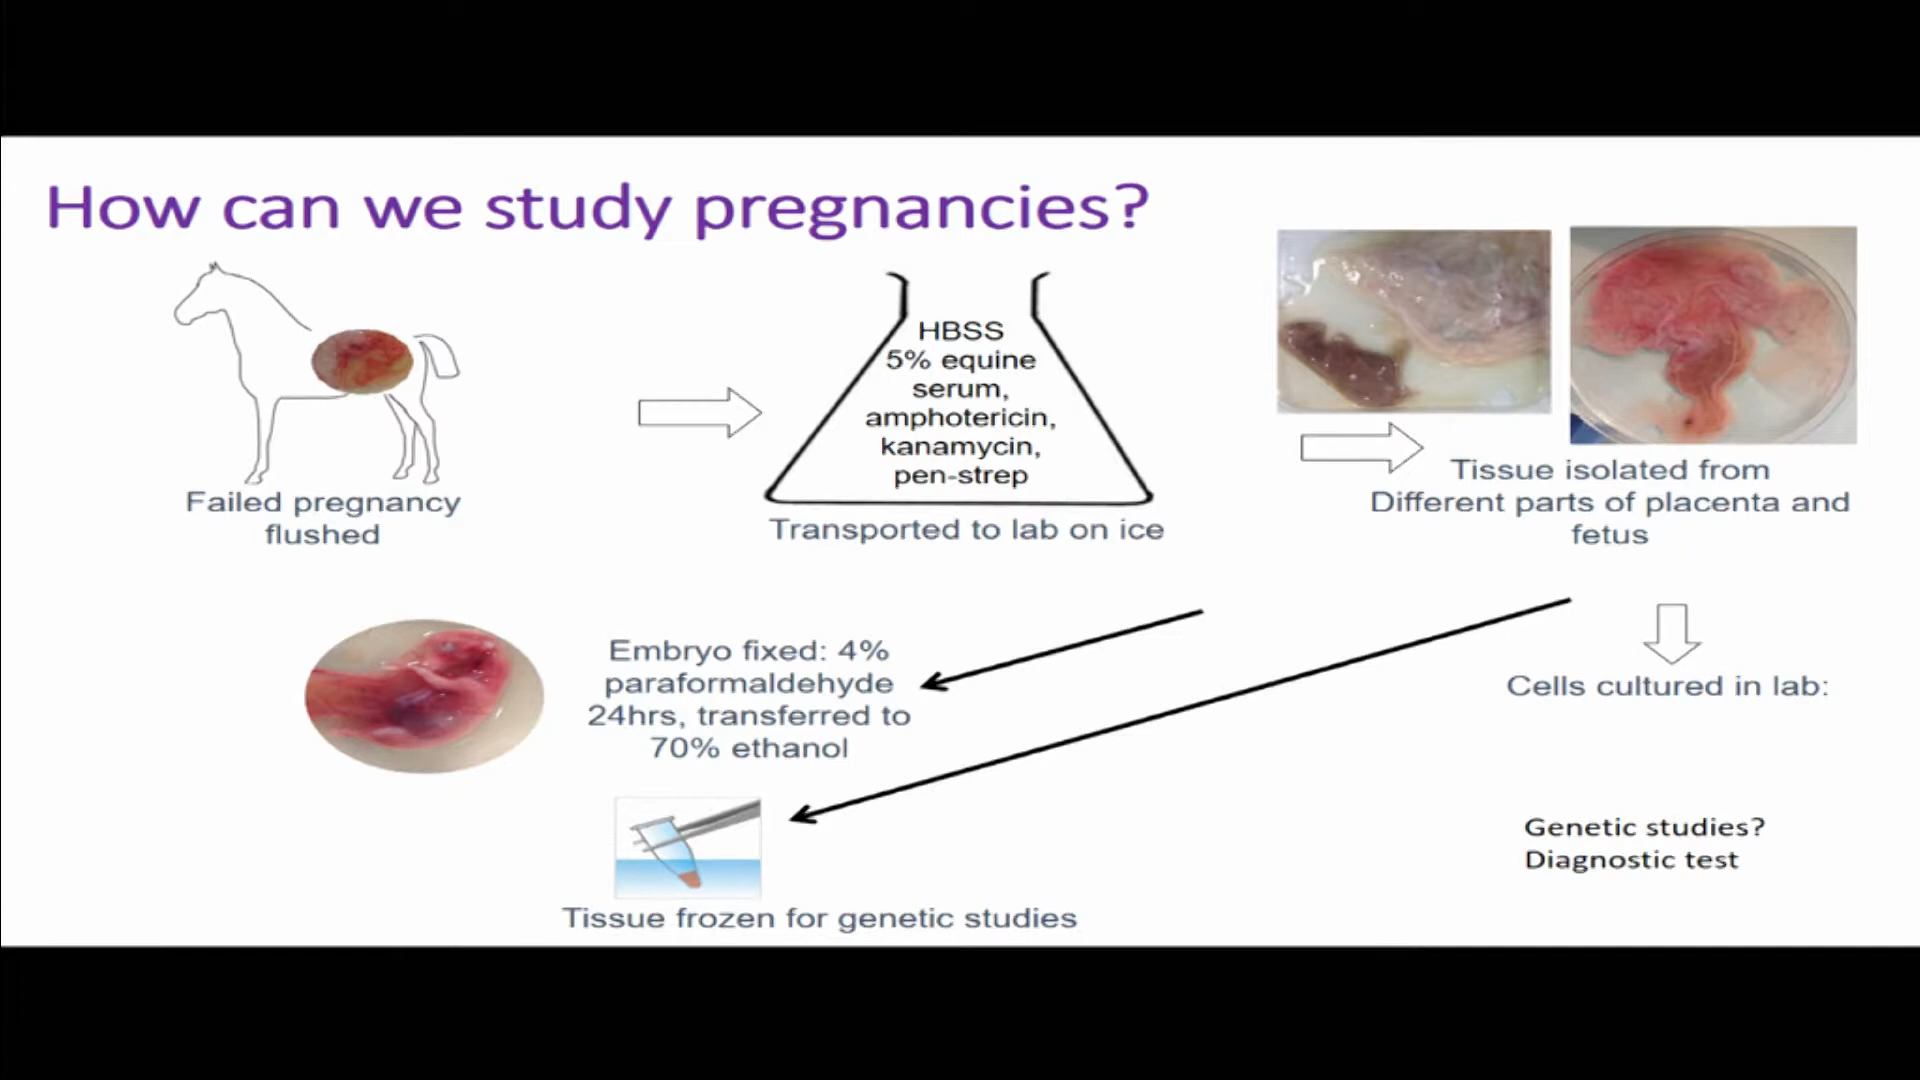 How can we study pregnancies?
HBSS
5% equine
serum,
amphotericin,
kanamycin,
pen-strep
Failed pregnancy
flushed
Transported to lab on ice
Tissue isolated from
Different parts of placenta and
fetus
Embryo fixed: 4%
paraformaldehyde
24hrs, transferred to
70% ethanol
Cells cultured in lab:
Genetic studies?
Diagnostic test
Tissue frozen for genetic studies